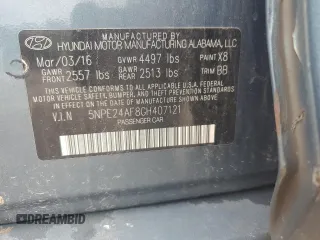 MANUFACTURED BY
HYUNDAI MOTOR MANUFACTURING ALABAMA, LLC
Mar/03/16 GVWR 4497 lbs PAINT X8
GAWR FRONT 2557 lbs GAWR REAR 2513 lbs TRIM BB
THIS VEHICLE CONFORMS TO ALL APPLICABLE U.S.A FEDERAL
MOTOR VEHICLE SAFETY, BUMPER, AND THEFT PREVENTION
STANDARDS IN EFFECT ON THE DATE OF MANUFACTURE
SHOWN ABOVE.
V.I.N 5NPE24AF8GH407121
PASSENGER CAR
DREAMBID.COM